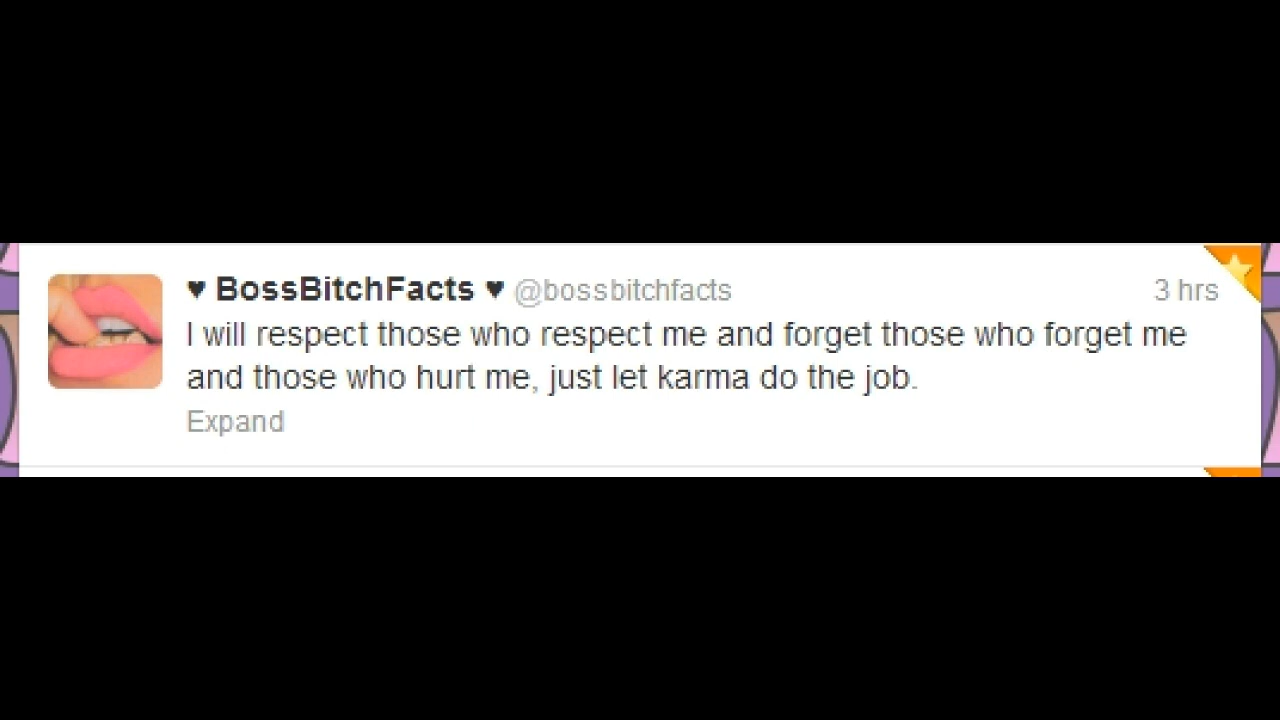 ♥ BossBitchFacts ♥ @bossbitchfacts 3 hrs
I will respect those who respect me and forget those who forget me
and those who hurt me, just let karma do the job.
Expand